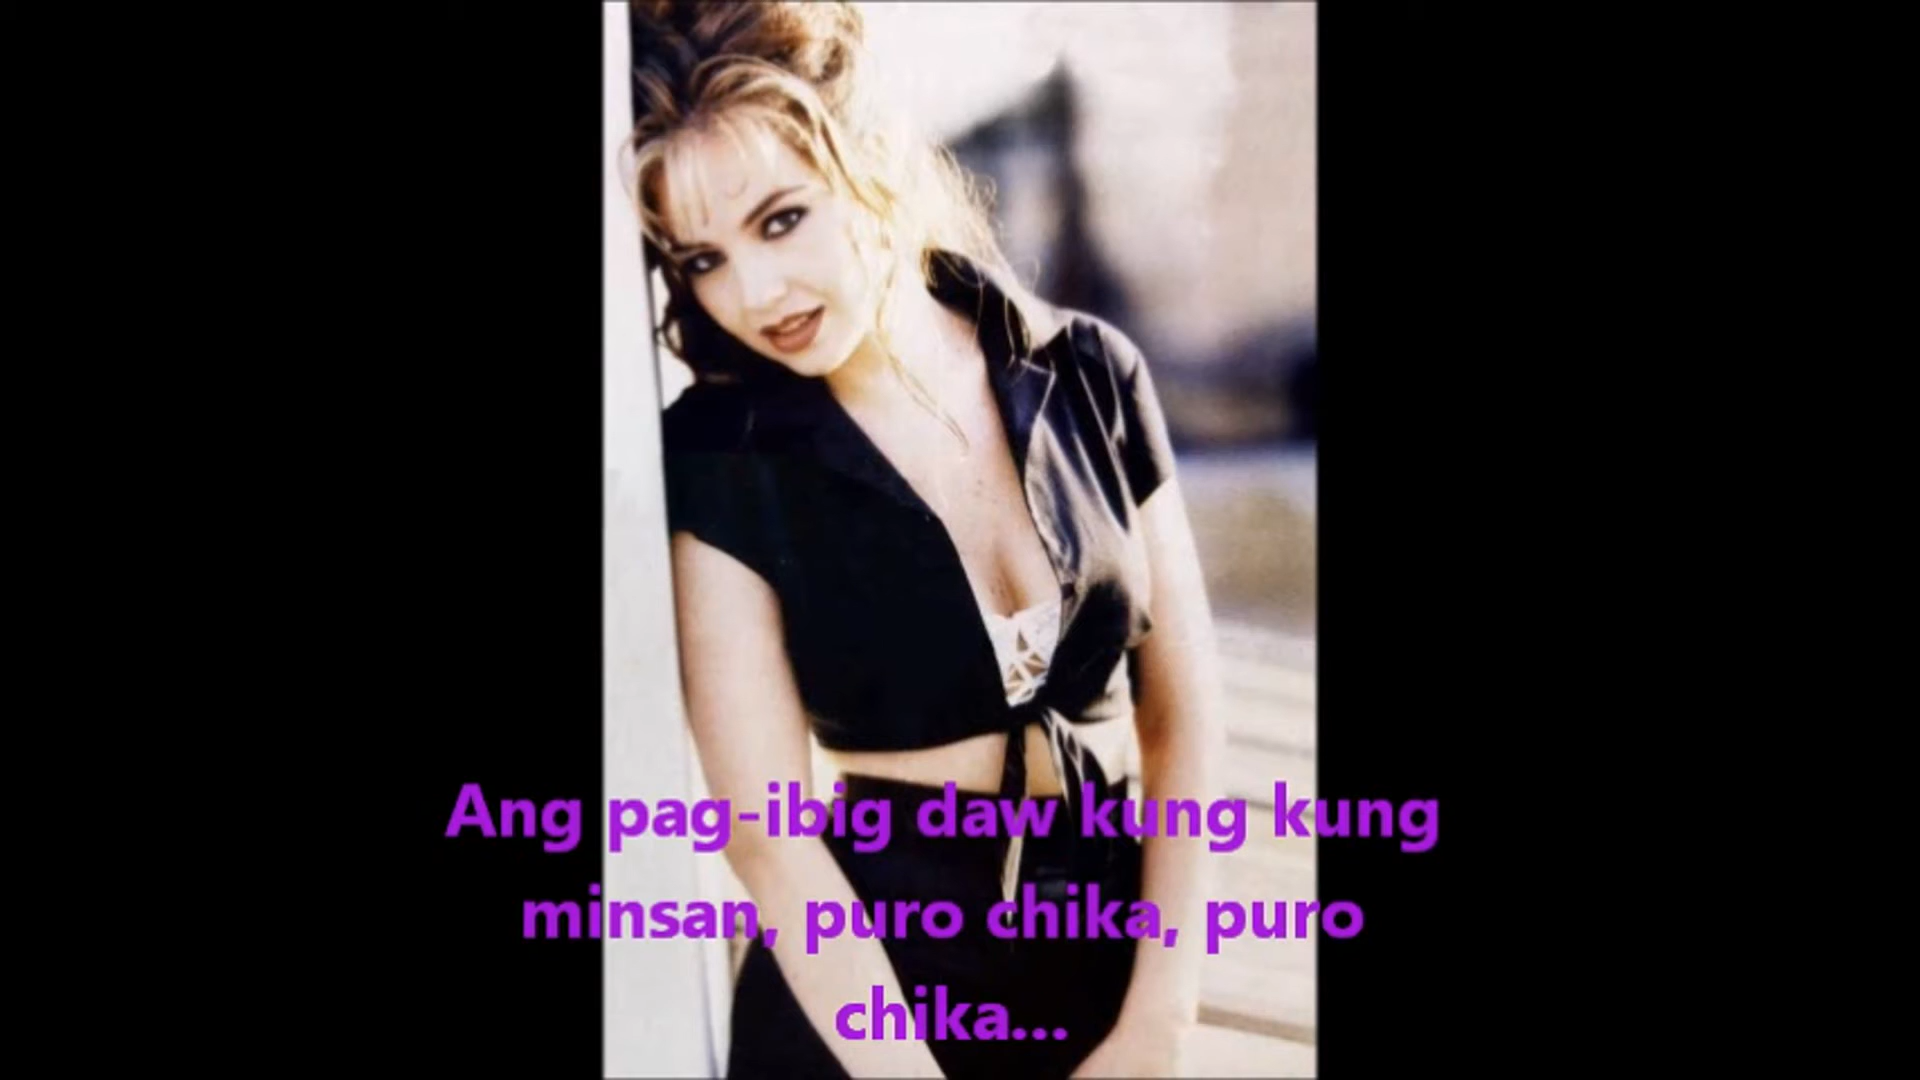 Ang pag-ibig daw kung kung
minsan, puro chika, puro
chika...